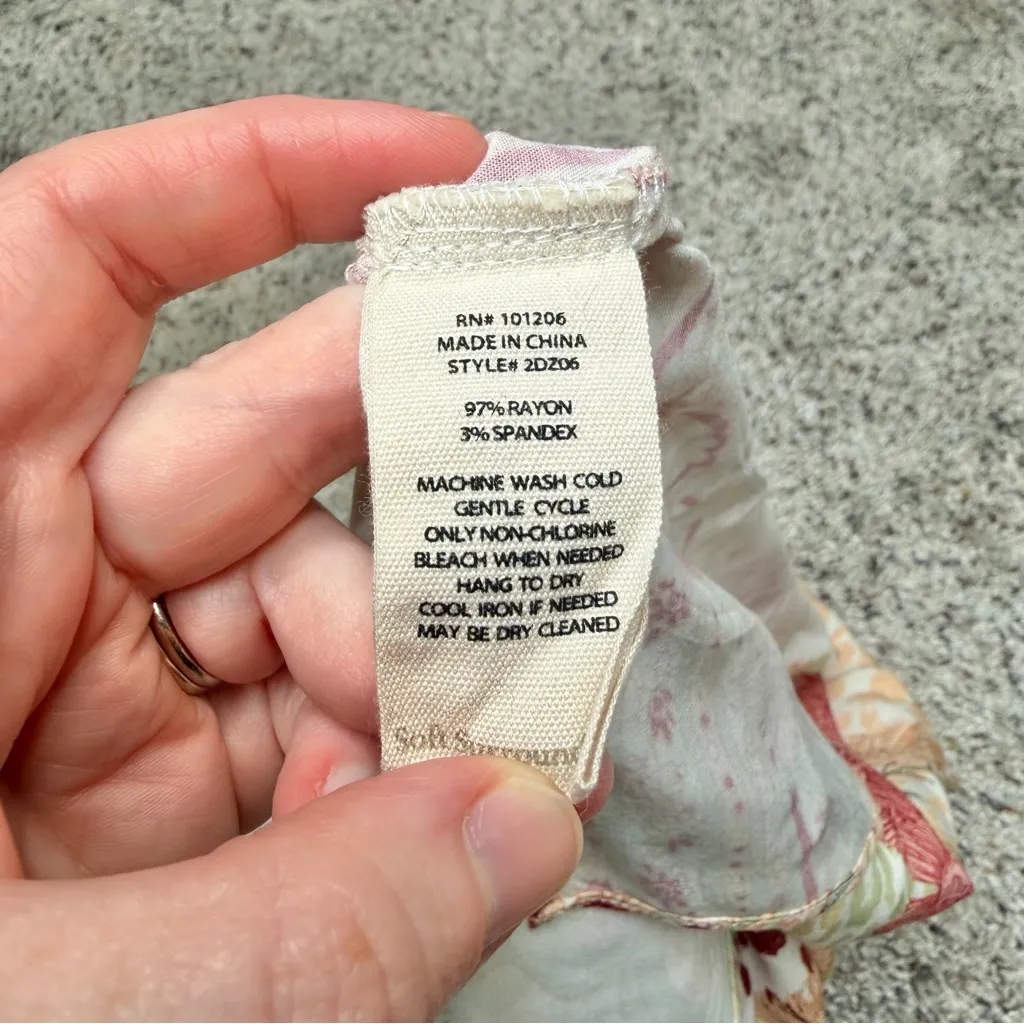 RN# 101206
MADE IN CHINA
STYLE# 2DZ06
97% RAYON
3% SPANDEX
MACHINE WASH COLD
GENTLE CYCLE
ONLY NON-CHLORINE
BLEACH WHEN NEEDED
HANG TO DRY
COOL IRON IF NEEDED
MAY BE DRY CLEANED
Soft